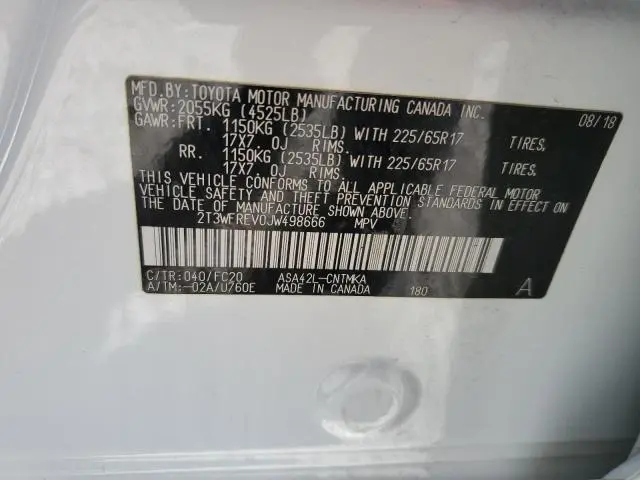 MFD.BY:TOYOTA MOTOR MANUFACTURING CANADA INC. 08/18
GVWR:2055KG (4525LB)
GAWR:FRT. 1150KG (2535LB) WITH 225/65R17 TIRES.
17X7. 0J RIMS.
RR. 1150KG (2535LB) WITH 225/65R17 TIRES.
17X7. 0J RIMS.
THIS VEHICLE CONFORMS TO ALL APPLICABLE FEDERAL MOTOR
VEHICLE SAFETY AND THEFT PREVENTION STANDARDS IN EFFECT ON
THE DATE OF MANUFACTURE SHOWN ABOVE.
2T3WFREV0JW498666 MPV
C/TR:040/FC20 ASA42L-CNTMKA
A/TM:-02A/U760E MADE IN CANADA 180 A